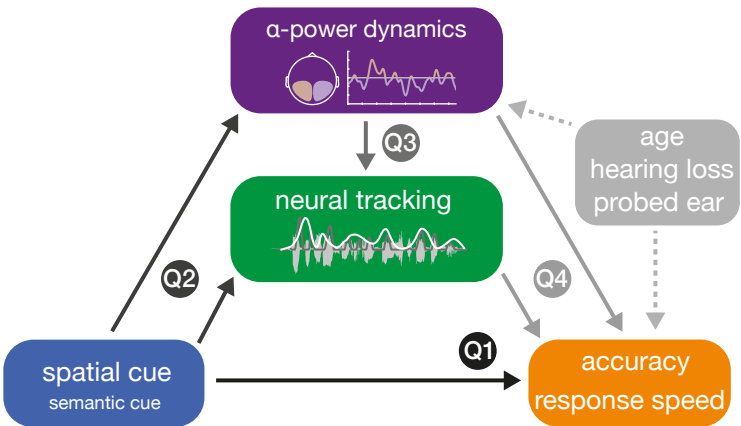 α-power dynamics
Q3
age
hearing loss
probed ear
neural tracking
Q2
Q4
Q1
spatial cue
semantic cue
accuracy
response speed